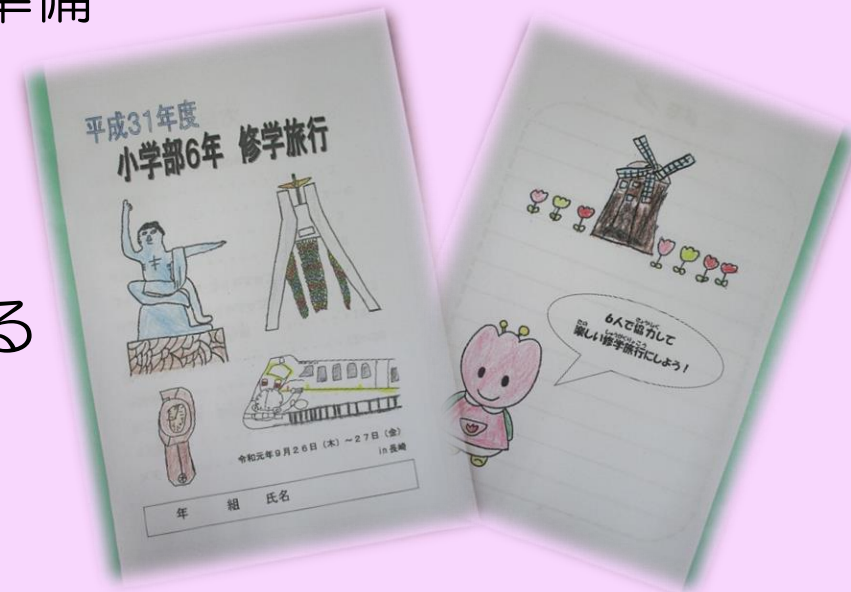 準備
る
平成31年度
小学部6年 修学旅行
令和元年9月26日（木）～27日（金）
in 長崎
年 組 氏名
6人で協力して
楽しい修学旅行にしよう！